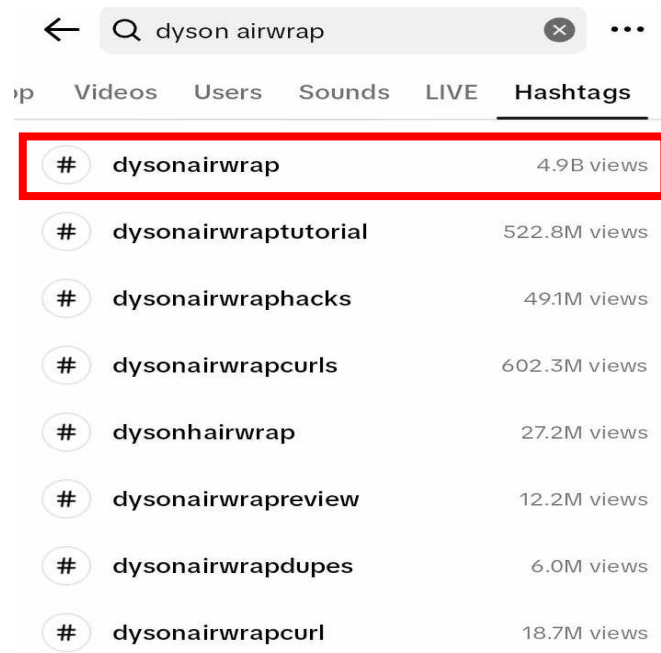 dyson airwrap
op Videos Users Sounds LIVE Hashtags
# dysonairwrap 4.9B views
# dysonairwraptutorial 522.8M views
# dysonairwraphacks 49.1M views
# dysonairwrapcurls 602.3M views
# dysonhairwrap 27.2M views
# dysonairwrapreview 12.2M views
# dysonairwrapdupes 6.0M views
# dysonairwrapcurl 18.7M views